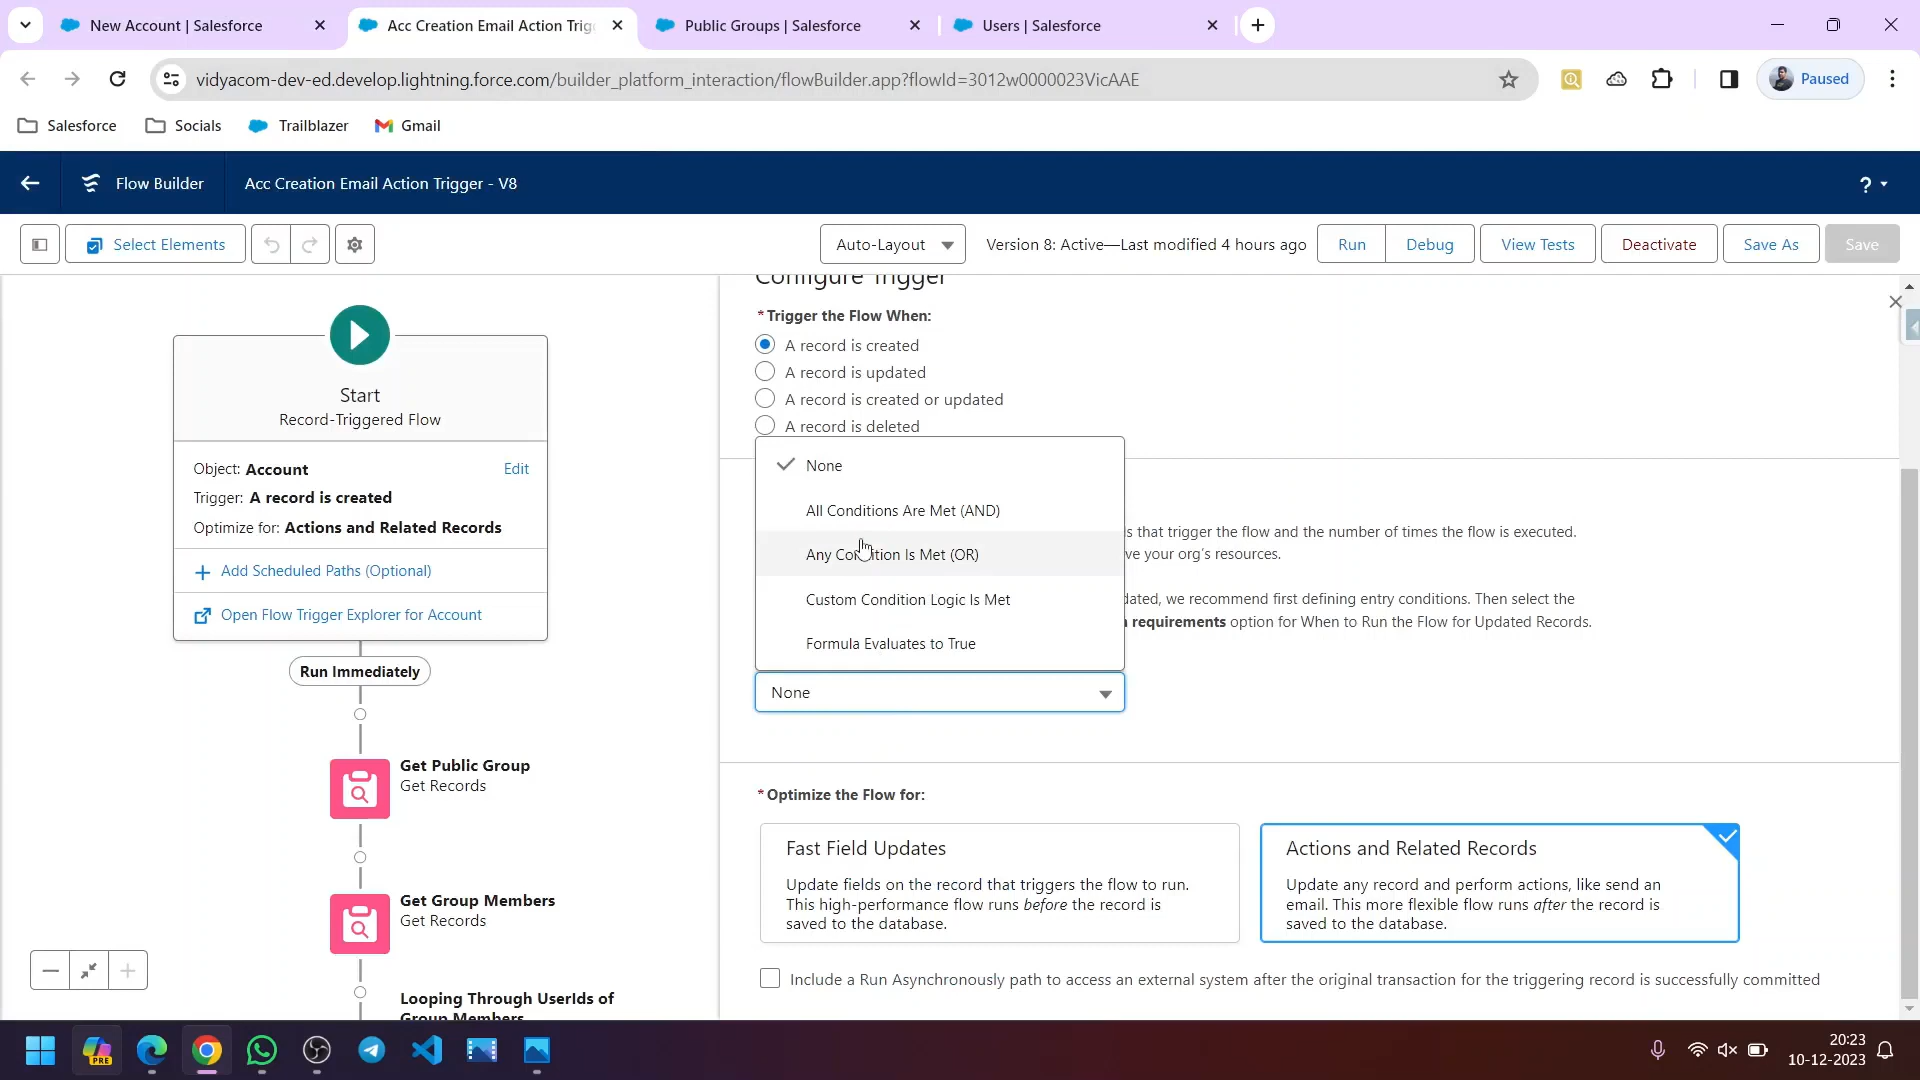 New Account | Salesforce
Acc Creation Email Action Trig
Public Groups | Salesforce
Users | Salesforce
vidyacom-dev-ed.develop.lightning.force.com/builder_platform_interaction/flowBuilder.app?flowId=3012w0000023VicAAE
Paused
Salesforce
Socials
Trailblazer
Gmail
Flow Builder
Acc Creation Email Action Trigger - V8
?
Select Elements
Auto-Layout
Version 8: Active—Last modified 4 hours ago
Run
Debug
View Tests
Deactivate
Save As
Save
Start
Record-Triggered Flow
Object: Account
Edit
Trigger: A record is created
Optimize for: Actions and Related Records
Add Scheduled Paths (Optional)
Open Flow Trigger Explorer for Account
Run Immediately
Get Public Group
Get Records
Get Group Members
Get Records
Looping Through UserIds of
Group Members
Configure Trigger
*Trigger the Flow When:
A record is created
A record is updated
A record is created or updated
A record is deleted
None
All Conditions Are Met (AND)
Any Condition Is Met (OR)
Custom Condition Logic Is Met
Formula Evaluates to True
that trigger the flow and the number of times the flow is executed.
ve your org's resources.
dated, we recommend first defining entry conditions. Then select the
requirements option for When to Run the Flow for Updated Records.
None
*Optimize the Flow for:
Fast Field Updates
Update fields on the record that triggers the flow to run.
This high-performance flow runs before the record is
saved to the database.
Actions and Related Records
Update any record and perform actions, like send an
email. This more flexible flow runs after the record is
saved to the database.
Include a Run Asynchronously path to access an external system after the original transaction for the triggering record is successfully committed
PRE
20:23
10-12-2023